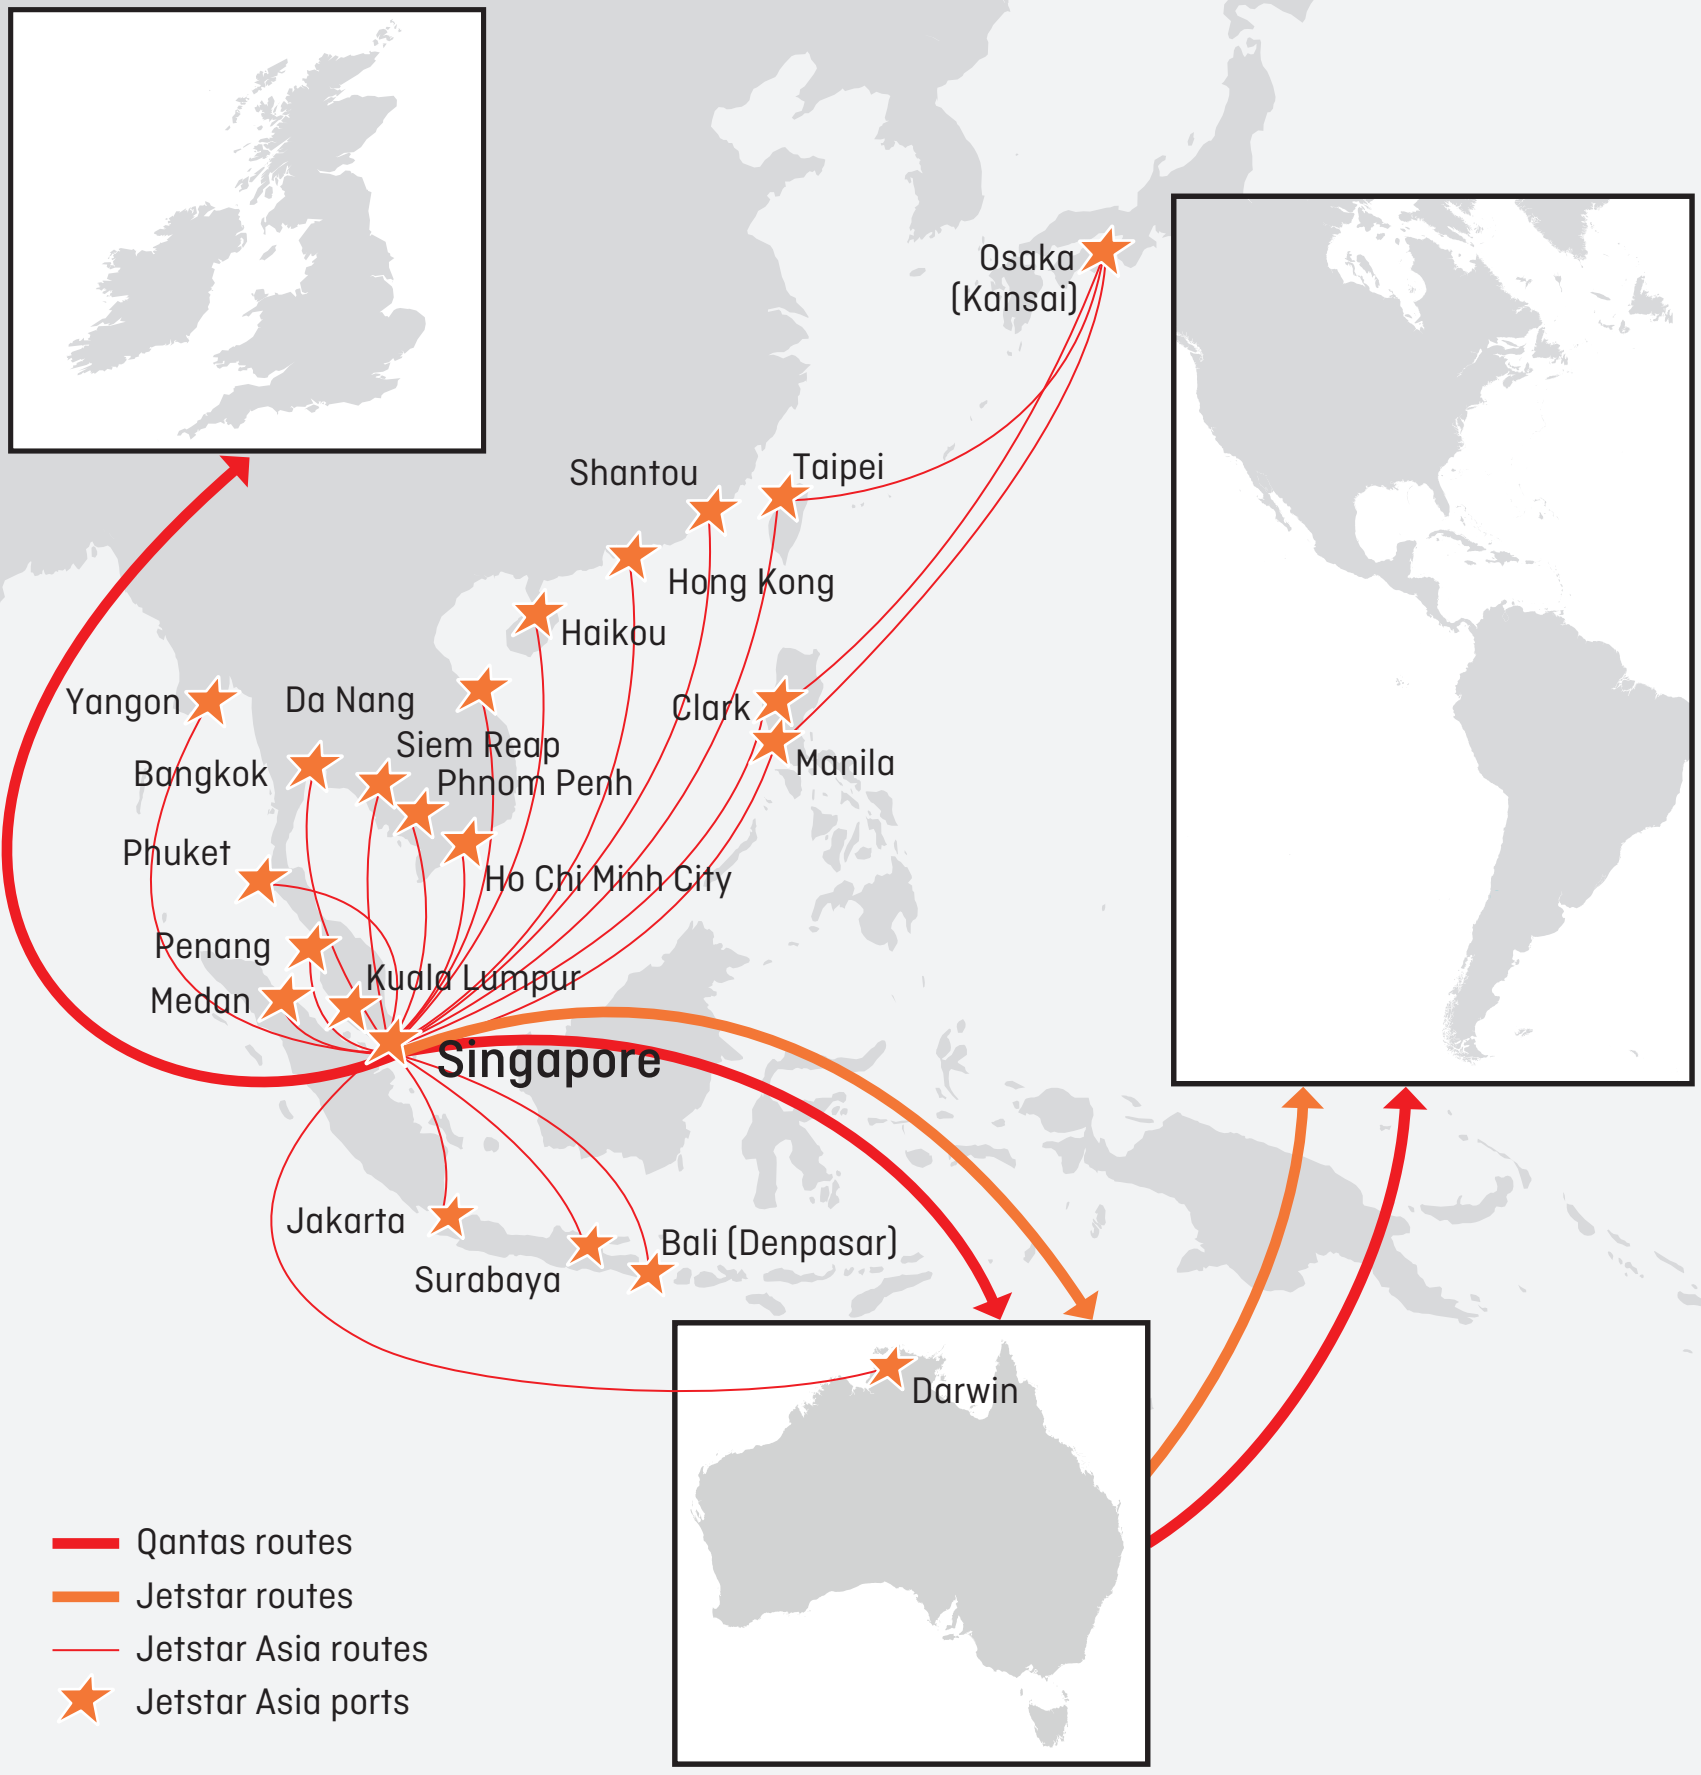 Osaka
(Kansai)
Shantou
Taipei
Hong Kong
Haikou
Yangon
Da Nang
Clark
Siem Reap
Manila
Bangkok
Phnom Penh
Phuket
Ho Chi Minh City
Penang
Kuala Lumpur
Medan
Singapore
Jakarta
Bali (Denpasar)
Surabaya
Darwin
Qantas routes
Jetstar routes
Jetstar Asia routes
Jetstar Asia ports